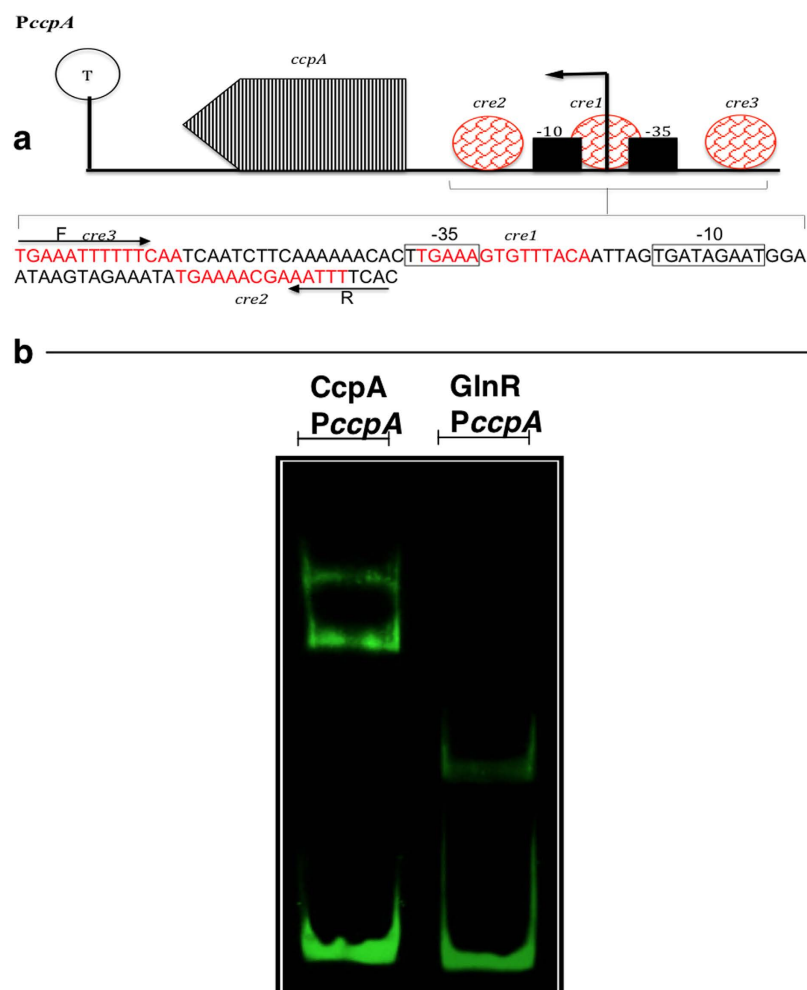 PccpA
T
ccpA
cre2
cre1
cre3
-10
-35
a
F
cre3
-35
cre1
-10
TGAAATTTTTTCAATCAATCTTCAAAAAACACTTGAAAGTGTTTACAATTAGTGATAGAATGGA
ATAAGTAGAAATATGAAAACGAAATTTTCAC
cre2
R
b
CcpA
PccpA
GlnR
PccpA